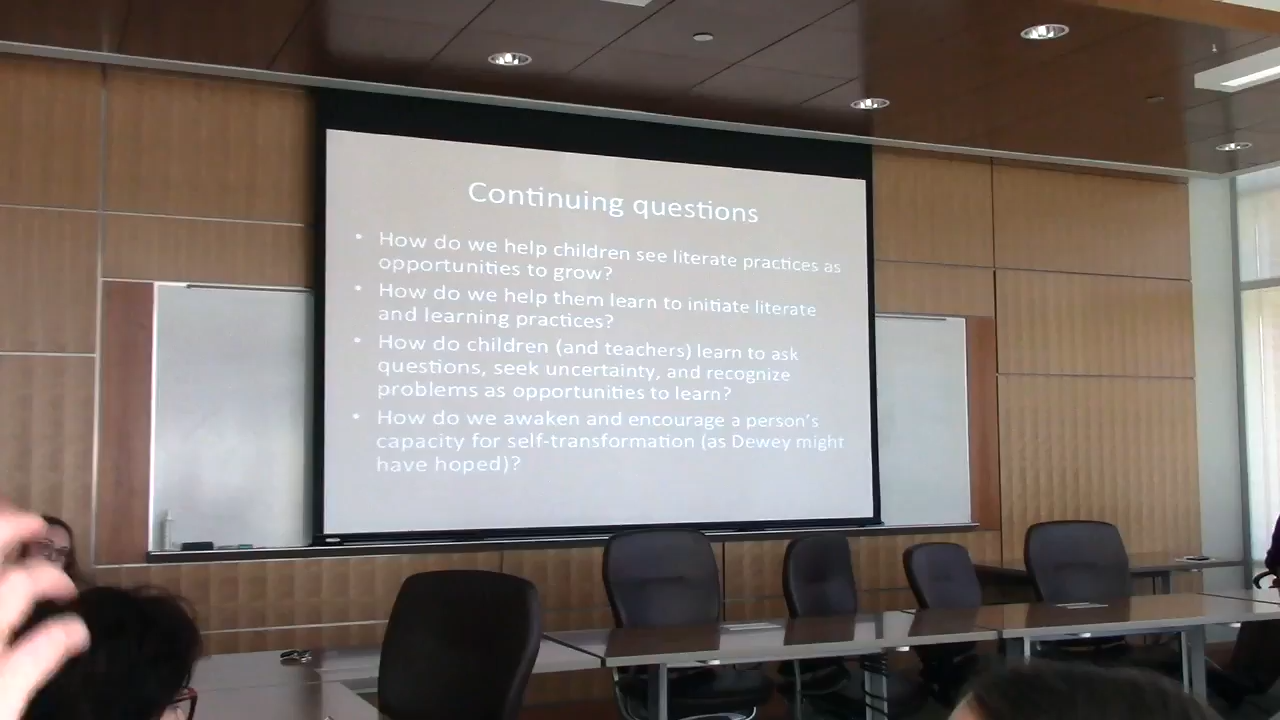 Continuing questions
• How do we help children see literate practices as
opportunities to grow?
• How do we help them learn to initiate literate
and learning practices?
• How do children (and teachers) learn to ask
questions, seek uncertainty, and recognize
problems as opportunities to learn?
• How do we awaken and encourage a person's
capacity for self-transformation (as Dewey might
have hoped)?